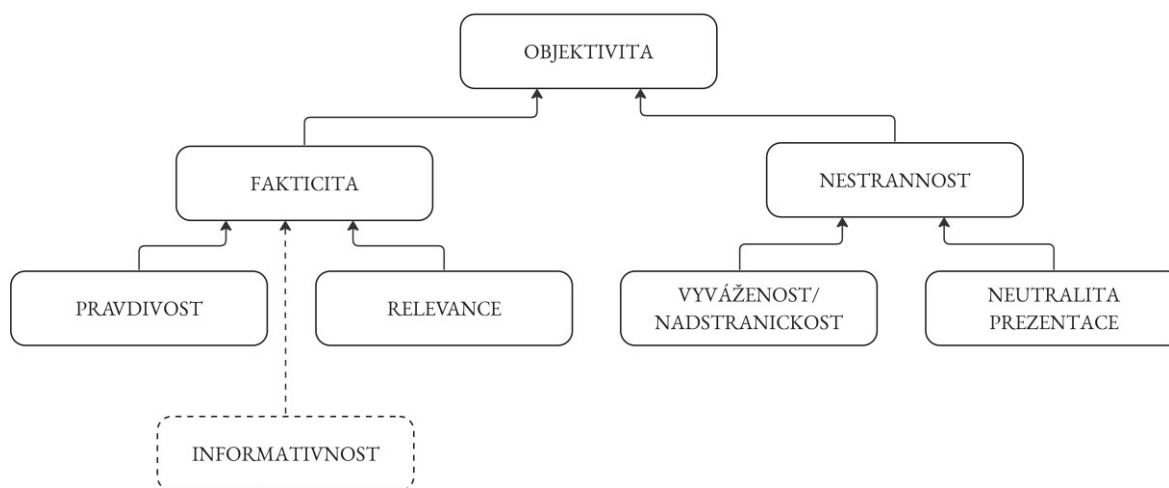 OBJEKTIVITA
FAKTICITA
NESTRANNOST
PRAVDIVOST
RELEVANCE
VYVÁŽENOST/
NADSTRANICKOST
NEUTRALITA
PREZENTACE
INFORMATIVNOST